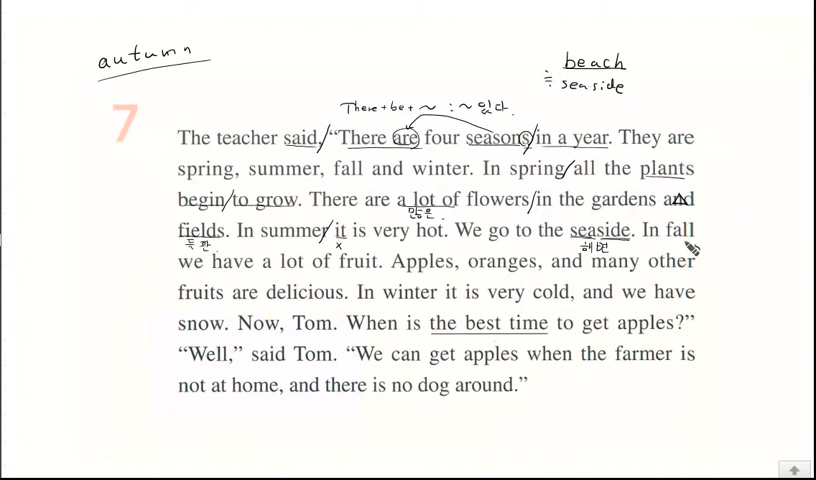 autumn
beach
≒ seaside
There + be + ~ : ~ 있다.
7
The teacher said, “There are four seasons in a year. They are
spring, summer, fall and winter. In spring all the plants
begin to grow. There are a lot of flowers in the gardens and
많은
fields. In summer it is very hot. We go to the seaside. In fall
x
해변
we have a lot of fruit. Apples, oranges, and many other
fruits are delicious. In winter it is very cold, and we have
snow. Now, Tom. When is the best time to get apples?”
“Well,” said Tom. “We can get apples when the farmer is
not at home, and there is no dog around.”